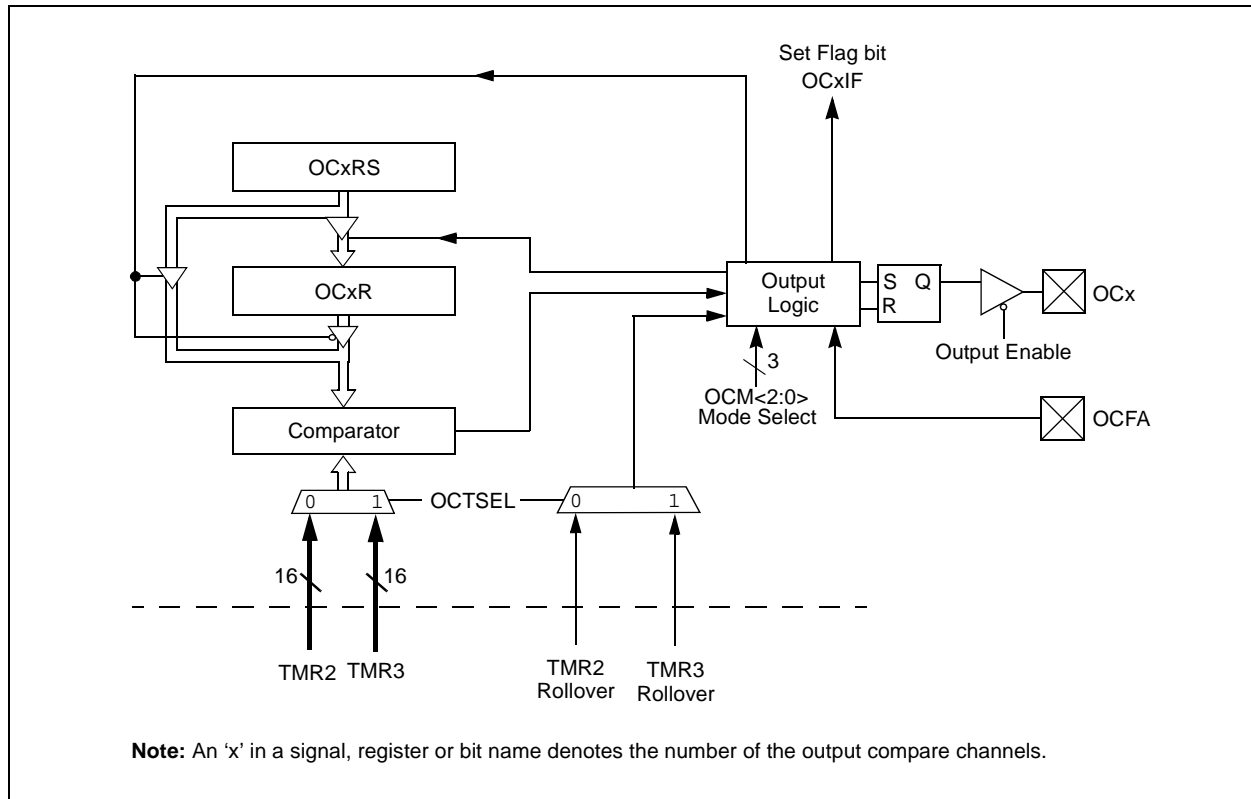 Set Flag bit
OCxIF
OCxRS
OCxR
Output
Logic
S Q
R
OCx
Output Enable
3
OCM<2:0>
Mode Select
OCFA
Comparator
0 1
OCTSEL
0 1
16
16
TMR2
TMR3
TMR2
Rollover
TMR3
Rollover
Note: An ‘x’ in a signal, register or bit name denotes the number of the output compare channels.